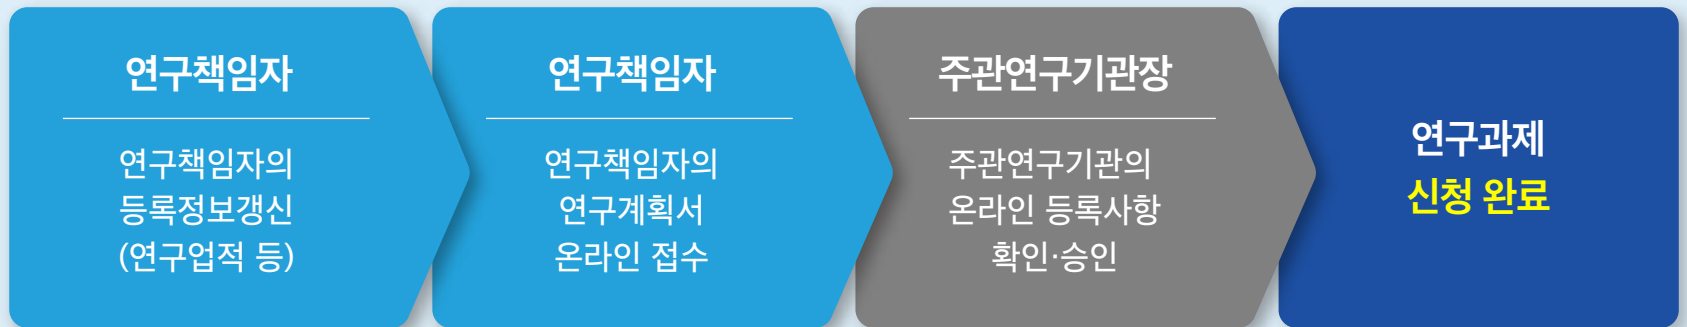 연구책임자
연구책임자의
등록정보갱신
(연구업적 등)
연구책임자
연구책임자의
연구계획서
온라인 접수
주관연구기관장
주관연구기관의
온라인 등록사항
확인·승인
연구과제
신청 완료